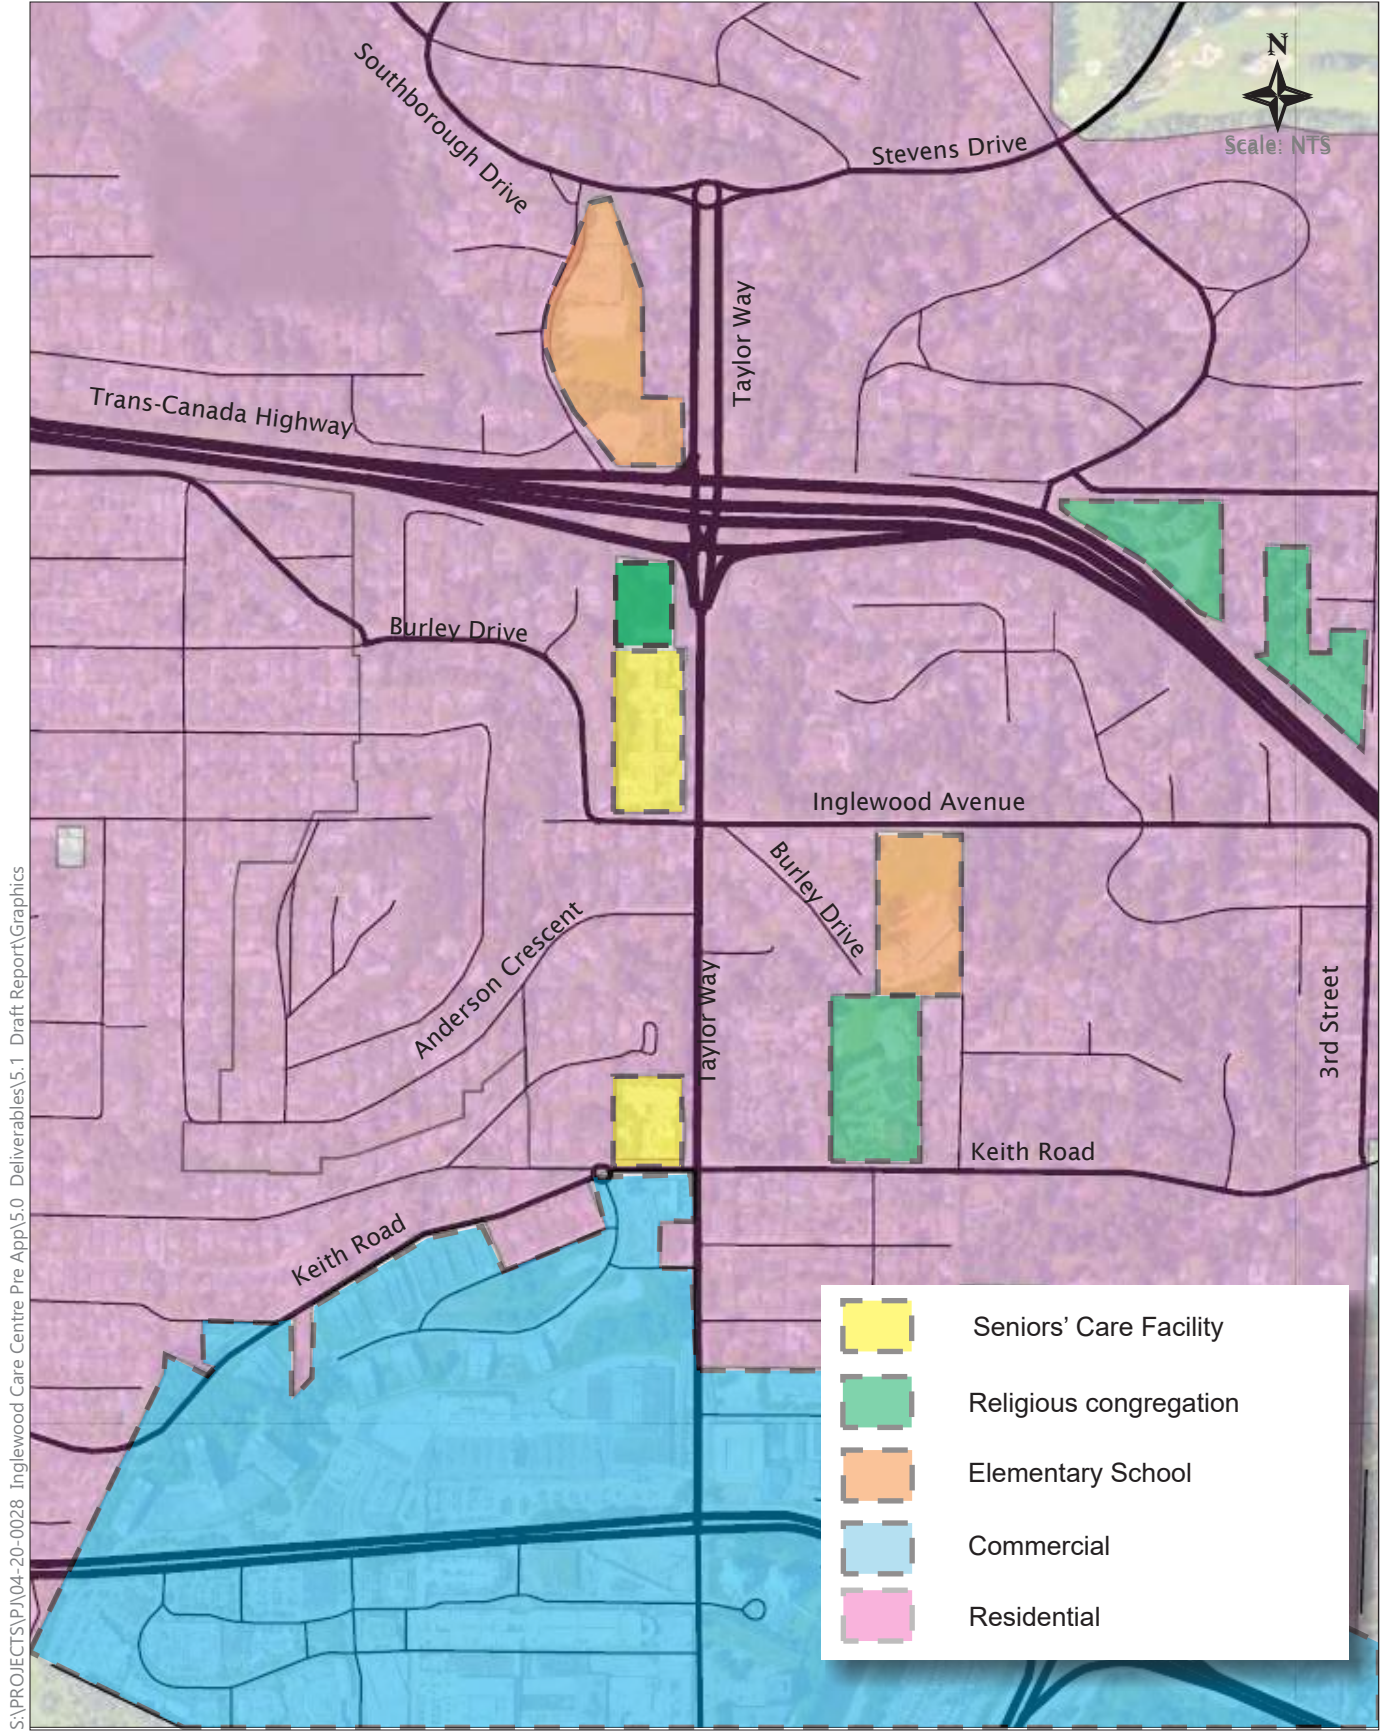 N
Scale: NTS
Southborough Drive
Stevens Drive
Taylor Way
Trans-Canada Highway
Burley Drive
Inglewood Avenue
Burley Drive
Anderson Crescent
Taylor Way
3rd Street
Keith Road
Keith Road
Seniors’ Care Facility
Religious congregation
Elementary School
Commercial
Residential
S:\PROJECTS\PJ\04-20-0028 Inglewood Care Centre Pre App\5.0 Deliverables\5.1 Draft Report\Graphics